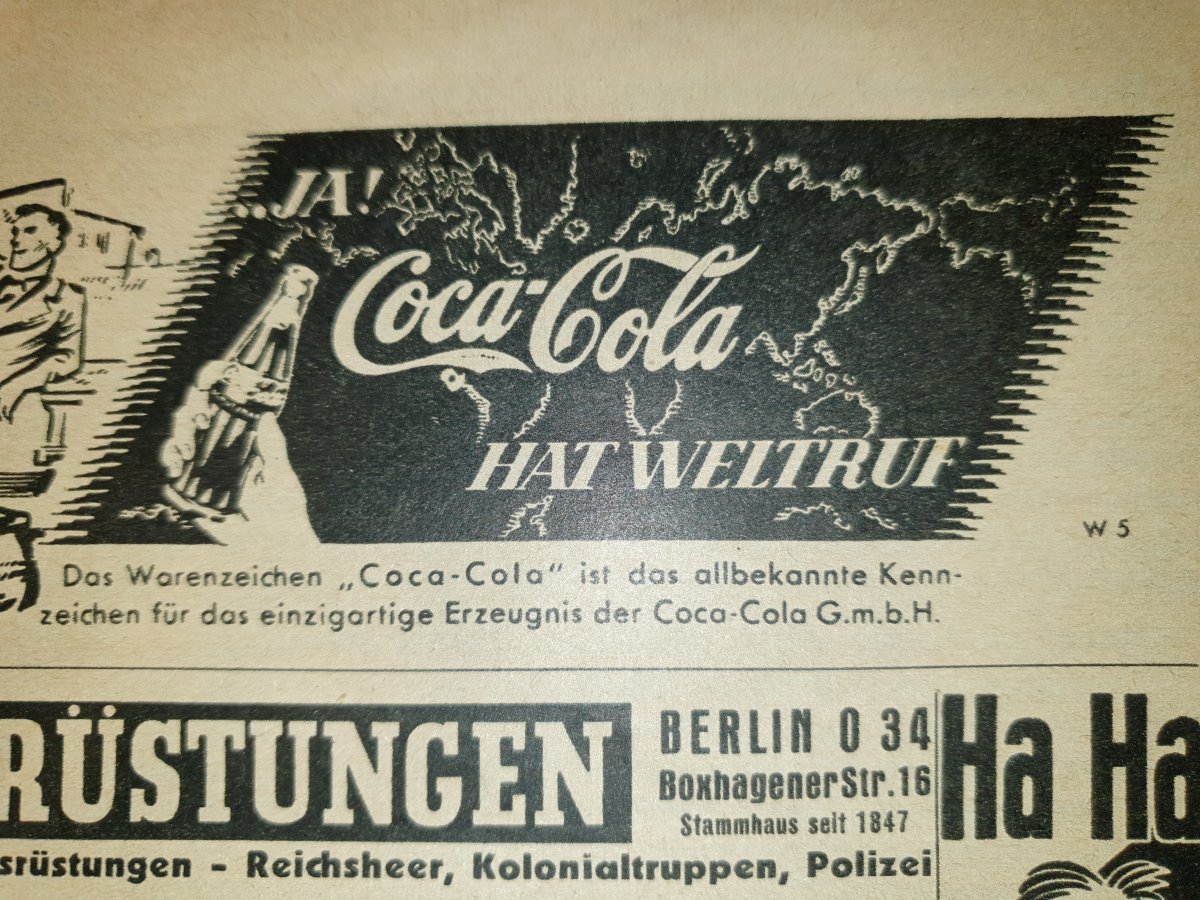 ..JA!
Coca-Cola
HAT WELTRUF
W 5
Das Warenzeichen „Coca-Cola" ist das allbekannte Kenn-
zeichen für das einzigartige Erzeugnis der Coca-Cola G.m.b.H.
RÜSTUNGEN
BERLIN O 34
Boxhagener Str. 16
Stammhaus seit 1847
srüstungen - Reichsheer, Kolonialtruppen, Polizei
Ha Ha